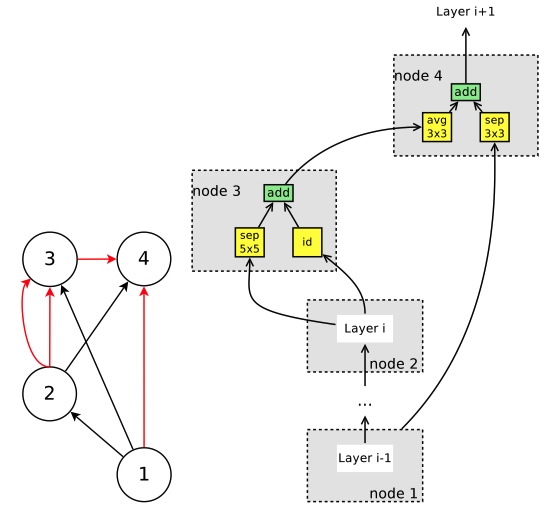 Layer i+1
node 4
add
avg
3x3
sep
3x3
node 3
add
sep
5x5
id
3
4
Layer i
node 2
2
...
1
Layer i-1
node 1